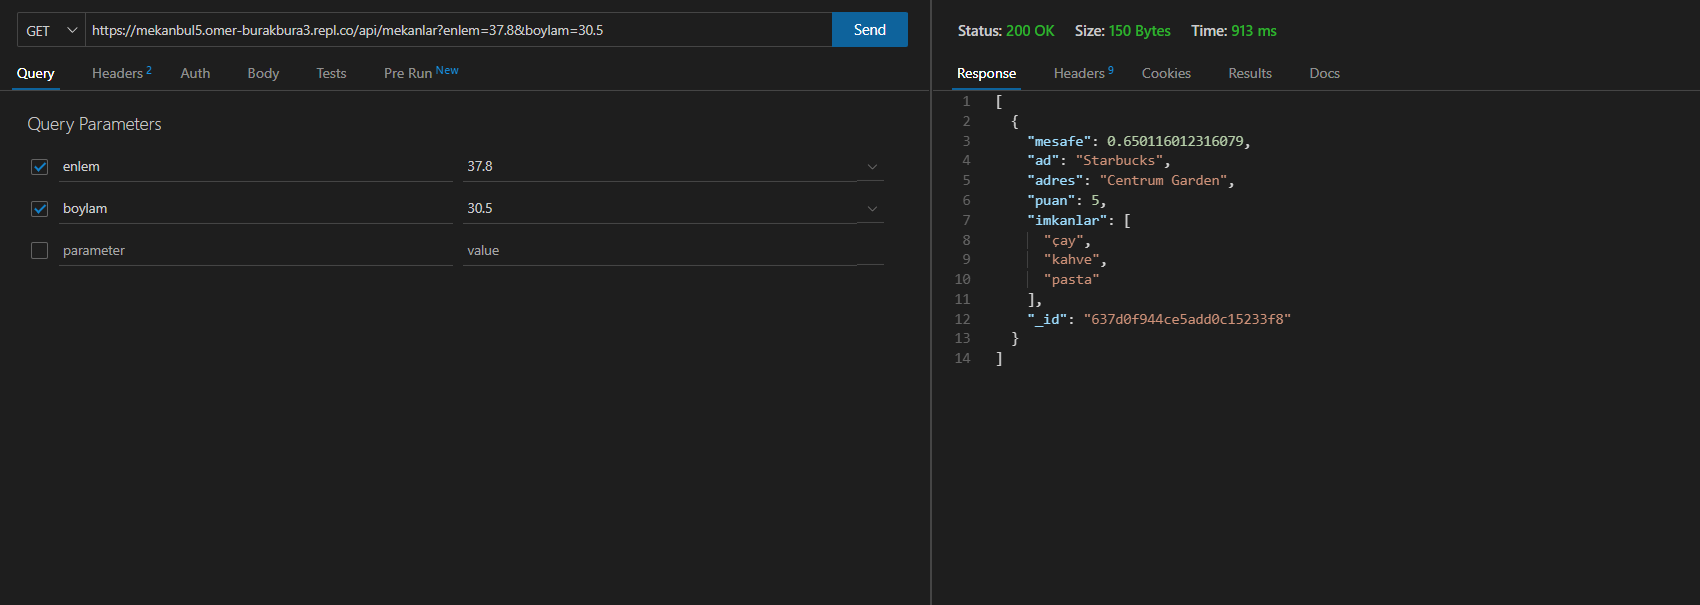 GET https://mekanbul5.omer-burakbura3.repl.co/api/mekanlar?enlem=37.8&boylam=30.5 Send
Query Headers 2 Auth Body Tests Pre Run New
Query Parameters
enlem 37.8
boylam 30.5
parameter value
Status: 200 OK Size: 150 Bytes Time: 913 ms
Response Headers 9 Cookies Results Docs
1 [
2 {
3 "mesafe": 0.650116012316079,
4 "ad": "Starbucks",
5 "adres": "Centrum Garden",
6 "puan": 5,
7 "imkanlar": [
8 "çay",
9 "kahve",
10 "pasta"
11 ],
12 "_id": "637d0f944ce5add0c15233f8"
13 }
14 ]